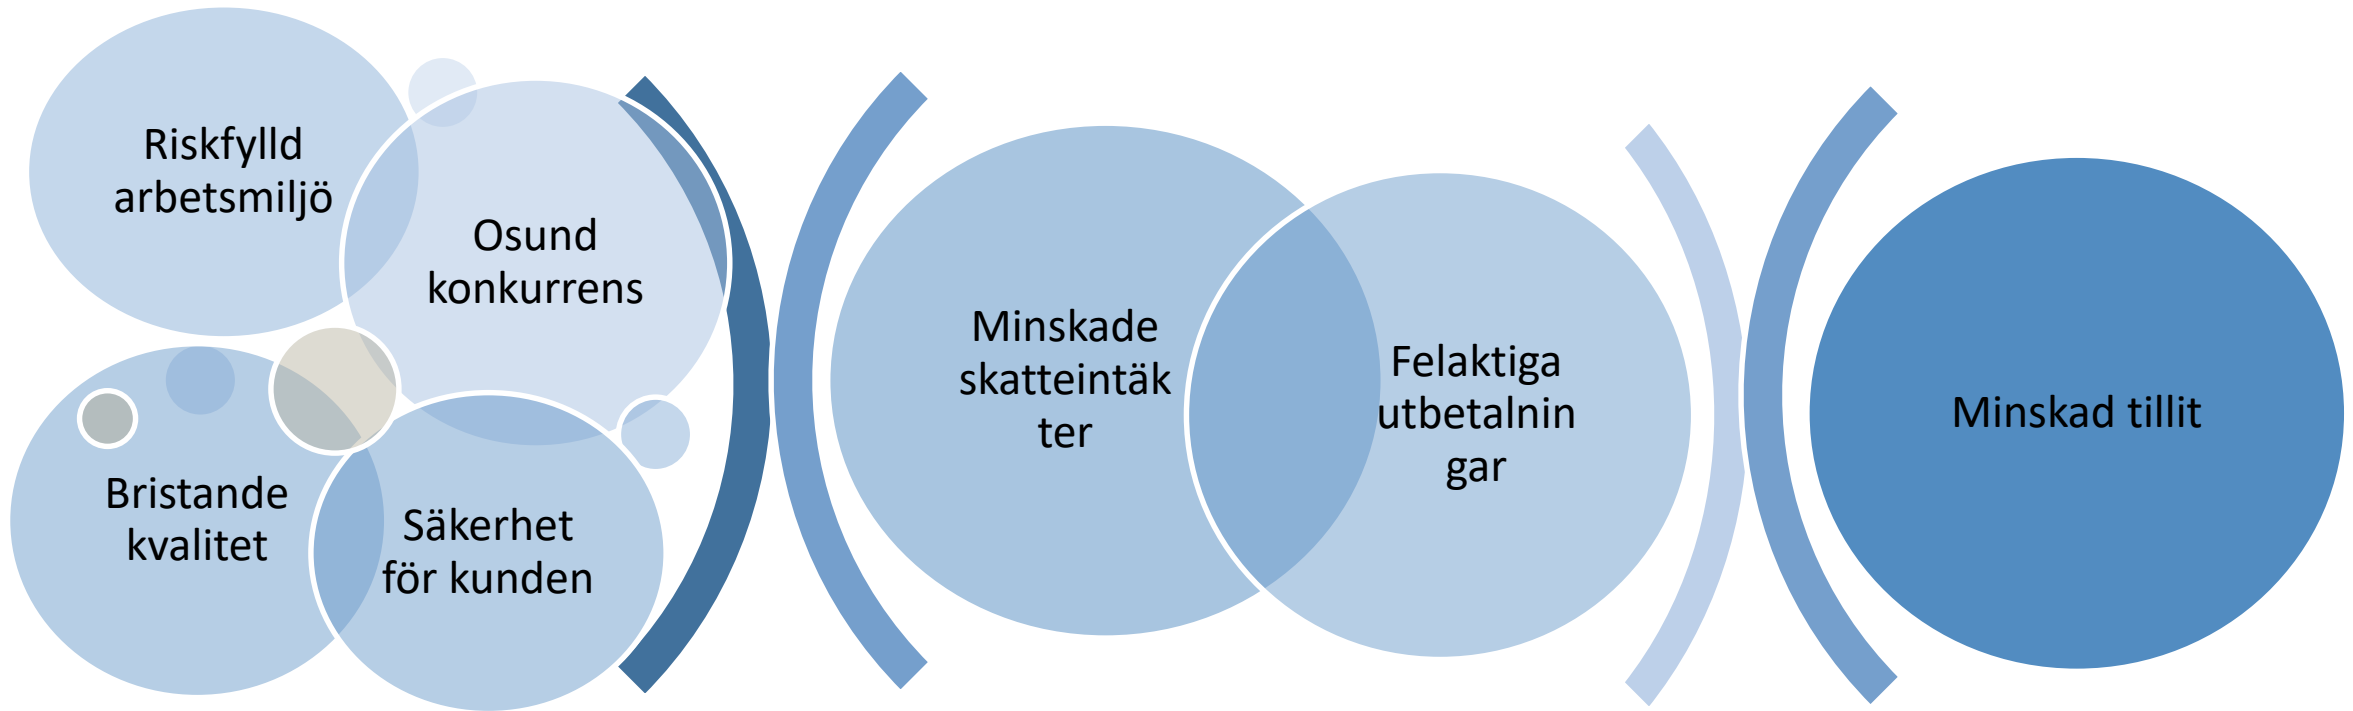 Riskfylld
arbetsmiljö
Osund
konkurrens
Bristande
kvalitet
Säkerhet
för kunden
Minskade
skatteintäk
ter
Felaktiga
utbetalnin
gar
Minskad tillit